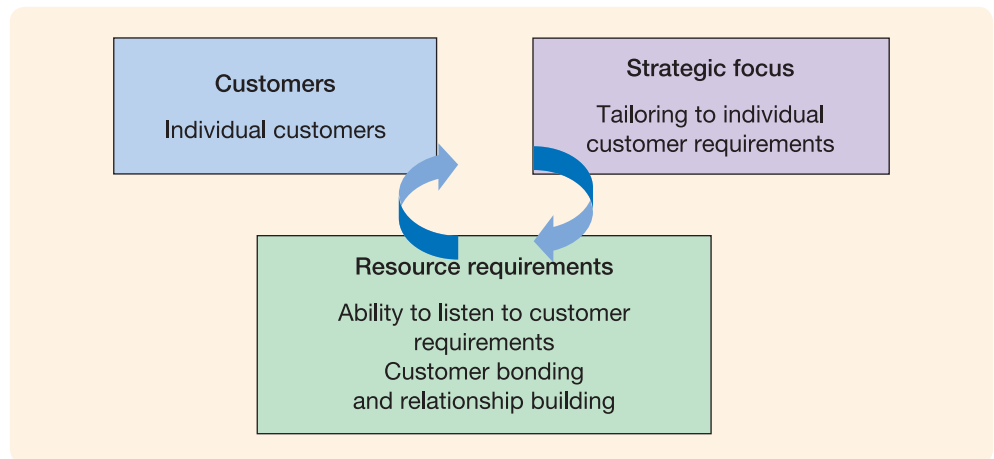 Customers
Individual customers
Strategic focus
Tailoring to individual
customer requirements
Resource requirements
Ability to listen to customer
requirements
Customer bonding
and relationship building